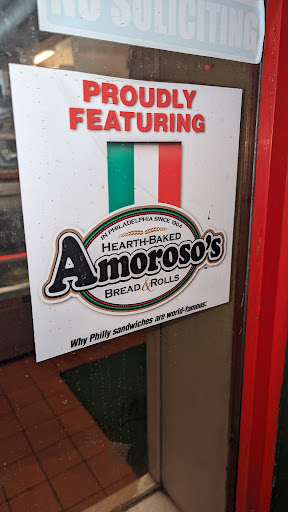 NO SOLICITING
PROUDLY
FEATURING
IN PHILADELPHIA SINCE 1904
HEARTH-BAKED
Amoroso's
BREAD & ROLLS
Why Philly sandwiches are world-famous!